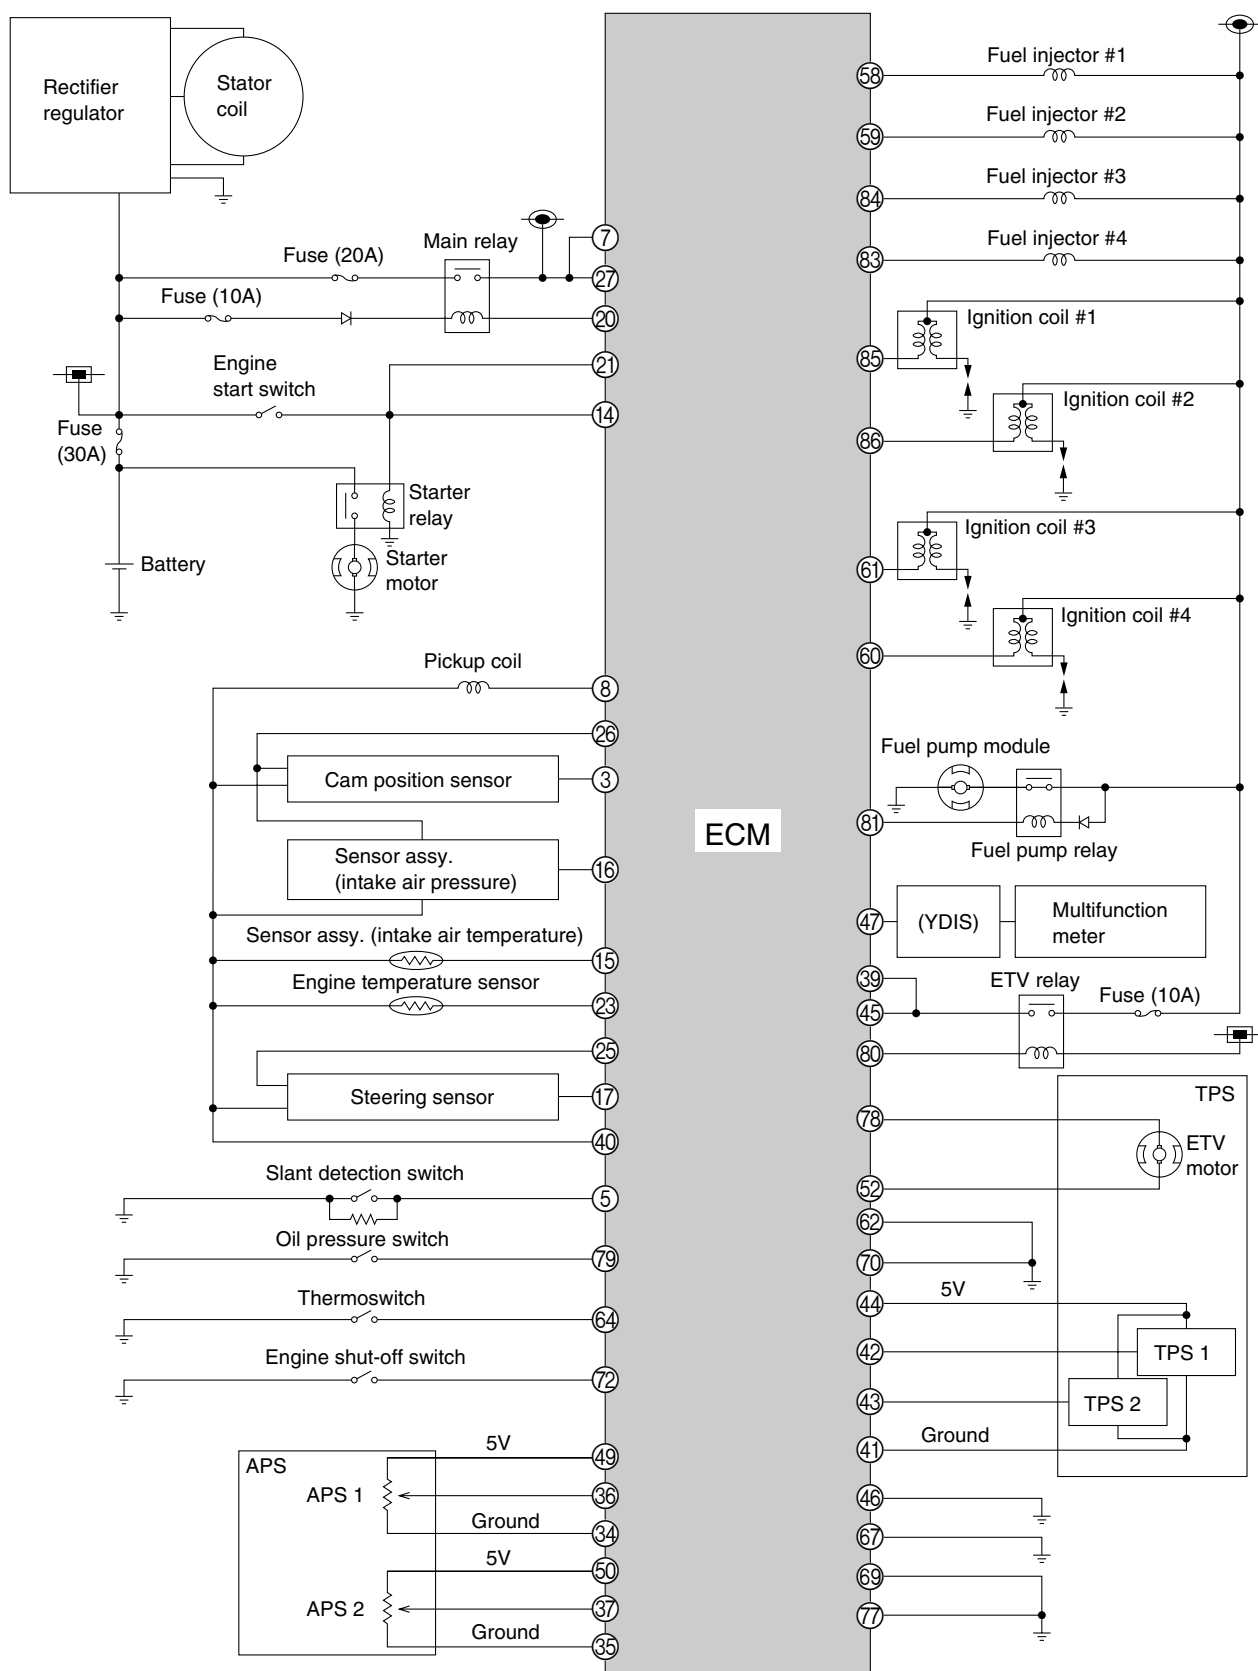 Rectifier
regulator
Stator
coil
Fuse (20A)
Main relay
7
27
Fuse (10A)
20
Engine
start switch
21
14
Fuse
(30A)
Starter
relay
Battery
Starter
motor
Pickup coil
8
26
Cam position sensor
3
Sensor assy.
(intake air pressure)
16
Sensor assy. (intake air temperature)
15
Engine temperature sensor
23
25
Steering sensor
17
40
Slant detection switch
5
Oil pressure switch
79
Thermoswitch
64
Engine shut-off switch
72
APS
5V
49
APS 1
36
Ground
34
5V
50
APS 2
37
Ground
35
ECM
58
Fuel injector #1
59
Fuel injector #2
84
Fuel injector #3
83
Fuel injector #4
Ignition coil #1
85
Ignition coil #2
86
Ignition coil #3
61
Ignition coil #4
60
Fuel pump module
81
Fuel pump relay
47
(YDIS)
Multifunction
meter
39
ETV relay
Fuse (10A)
45
80
TPS
78
ETV
motor
52
62
70
5V
44
42
TPS 1
43
TPS 2
41
Ground
46
67
69
77